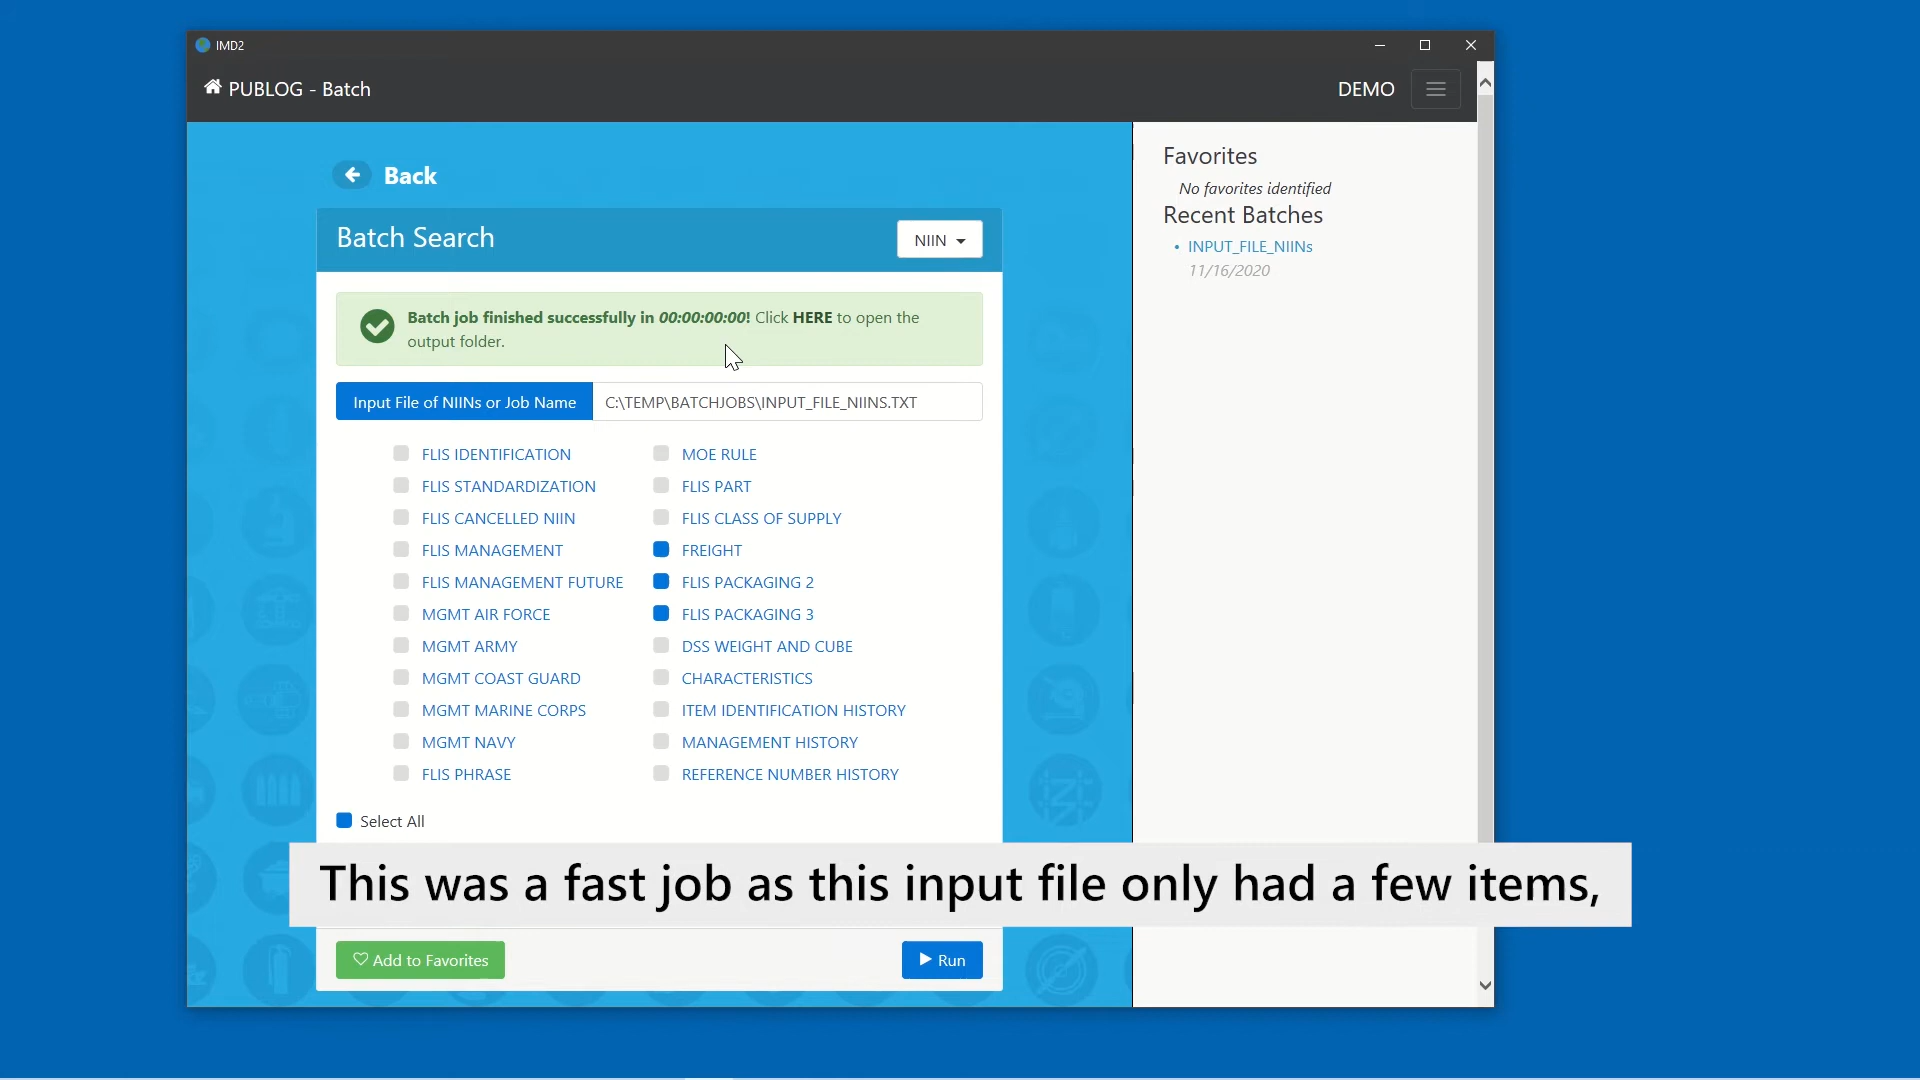 IMD2
PUBLOG - Batch
DEMO
Back
Batch Search
NIIN
Batch job finished successfully in 00:00:00:00! Click HERE to open the
output folder.
Input File of NIINs or Job Name
C:\TEMP\BATCHJOBS\INPUT_FILE_NIINS.TXT
FLIS IDENTIFICATION
FLIS STANDARDIZATION
FLIS CANCELLED NIIN
FLIS MANAGEMENT
FLIS MANAGEMENT FUTURE
MGMT AIR FORCE
MGMT ARMY
MGMT COAST GUARD
MGMT MARINE CORPS
MGMT NAVY
FLIS PHRASE
MOE RULE
FLIS PART
FLIS CLASS OF SUPPLY
FREIGHT
FLIS PACKAGING 2
FLIS PACKAGING 3
DSS WEIGHT AND CUBE
CHARACTERISTICS
ITEM IDENTIFICATION HISTORY
MANAGEMENT HISTORY
REFERENCE NUMBER HISTORY
Select All
This was a fast job as this input file only had a few items,
Add to Favorites
Run
Favorites
No favorites identified
Recent Batches
• INPUT_FILE_NIINs
11/16/2020